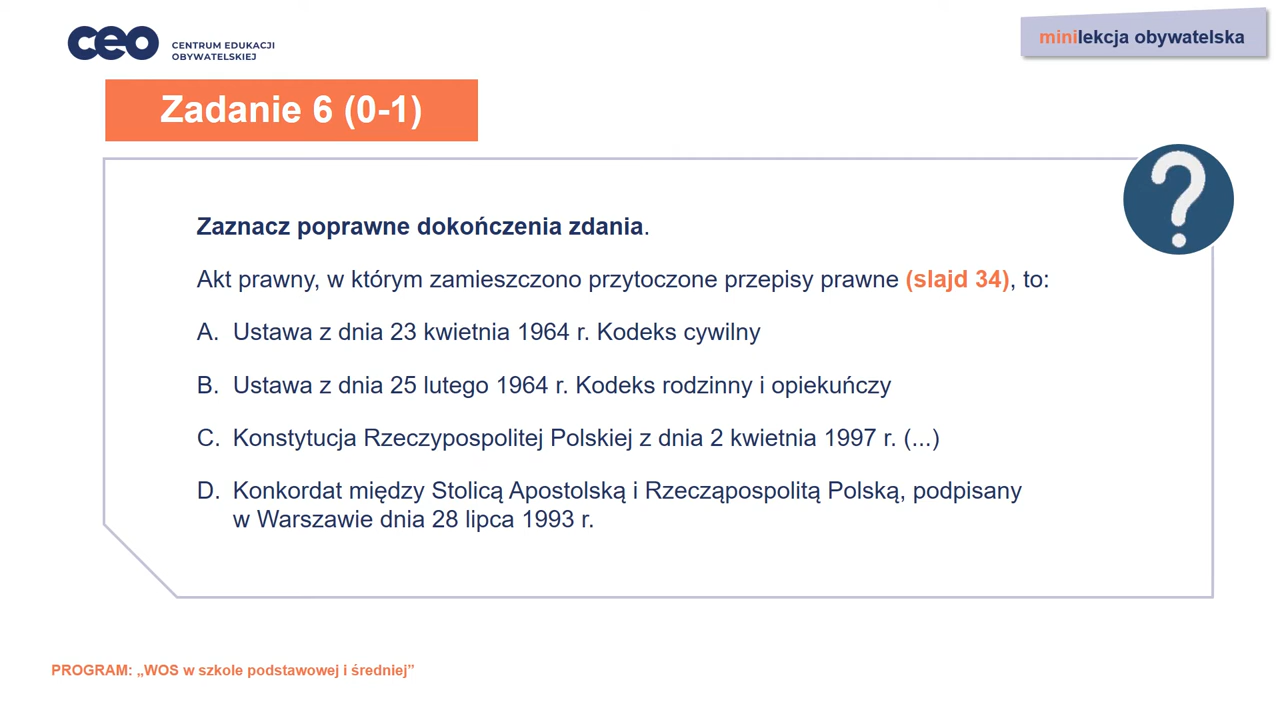 ceo
CENTRUM EDUKACJI
OBYWATELSKIEJ
minilekcja obywatelska
Zadanie 6 (0-1)
?
Zaznacz poprawne dokończenia zdania.
Akt prawny, w którym zamieszczono przytoczone przepisy prawne (slajd 34), to:
A. Ustawa z dnia 23 kwietnia 1964 r. Kodeks cywilny
B. Ustawa z dnia 25 lutego 1964 r. Kodeks rodzinny i opiekuńczy
C. Konstytucja Rzeczypospolitej Polskiej z dnia 2 kwietnia 1997 r. (...)
D. Konkordat między Stolicą Apostolską i Rzecząpospolitą Polską, podpisany
w Warszawie dnia 28 lipca 1993 r.
PROGRAM: „WOS w szkole podstawowej i średniej”